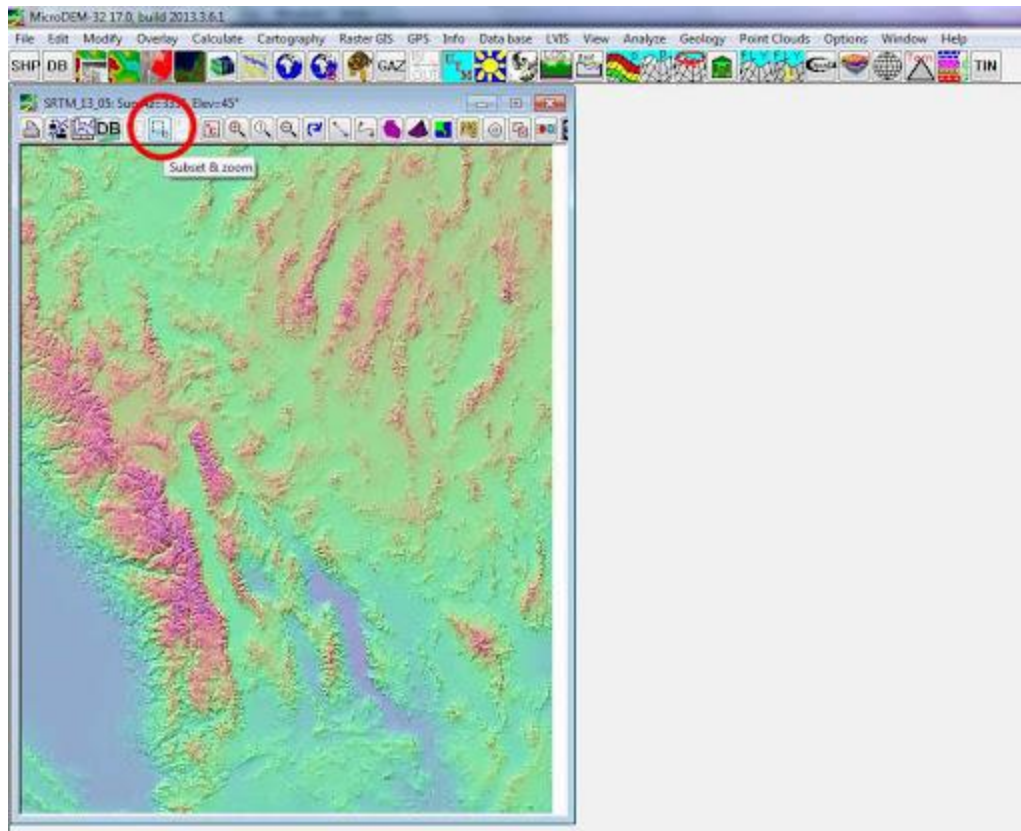 MicroDEM-32 17.0, build 2013.3.6.1
File Edit Modify Overlay Calculate Cartography Raster GIS GPS Info Data base LVIS View Analyze Geology Point Clouds Options Window Help
SHP DB GAZ TIN
SRTM_13_05: Elev=45°
DB
Subset & zoom